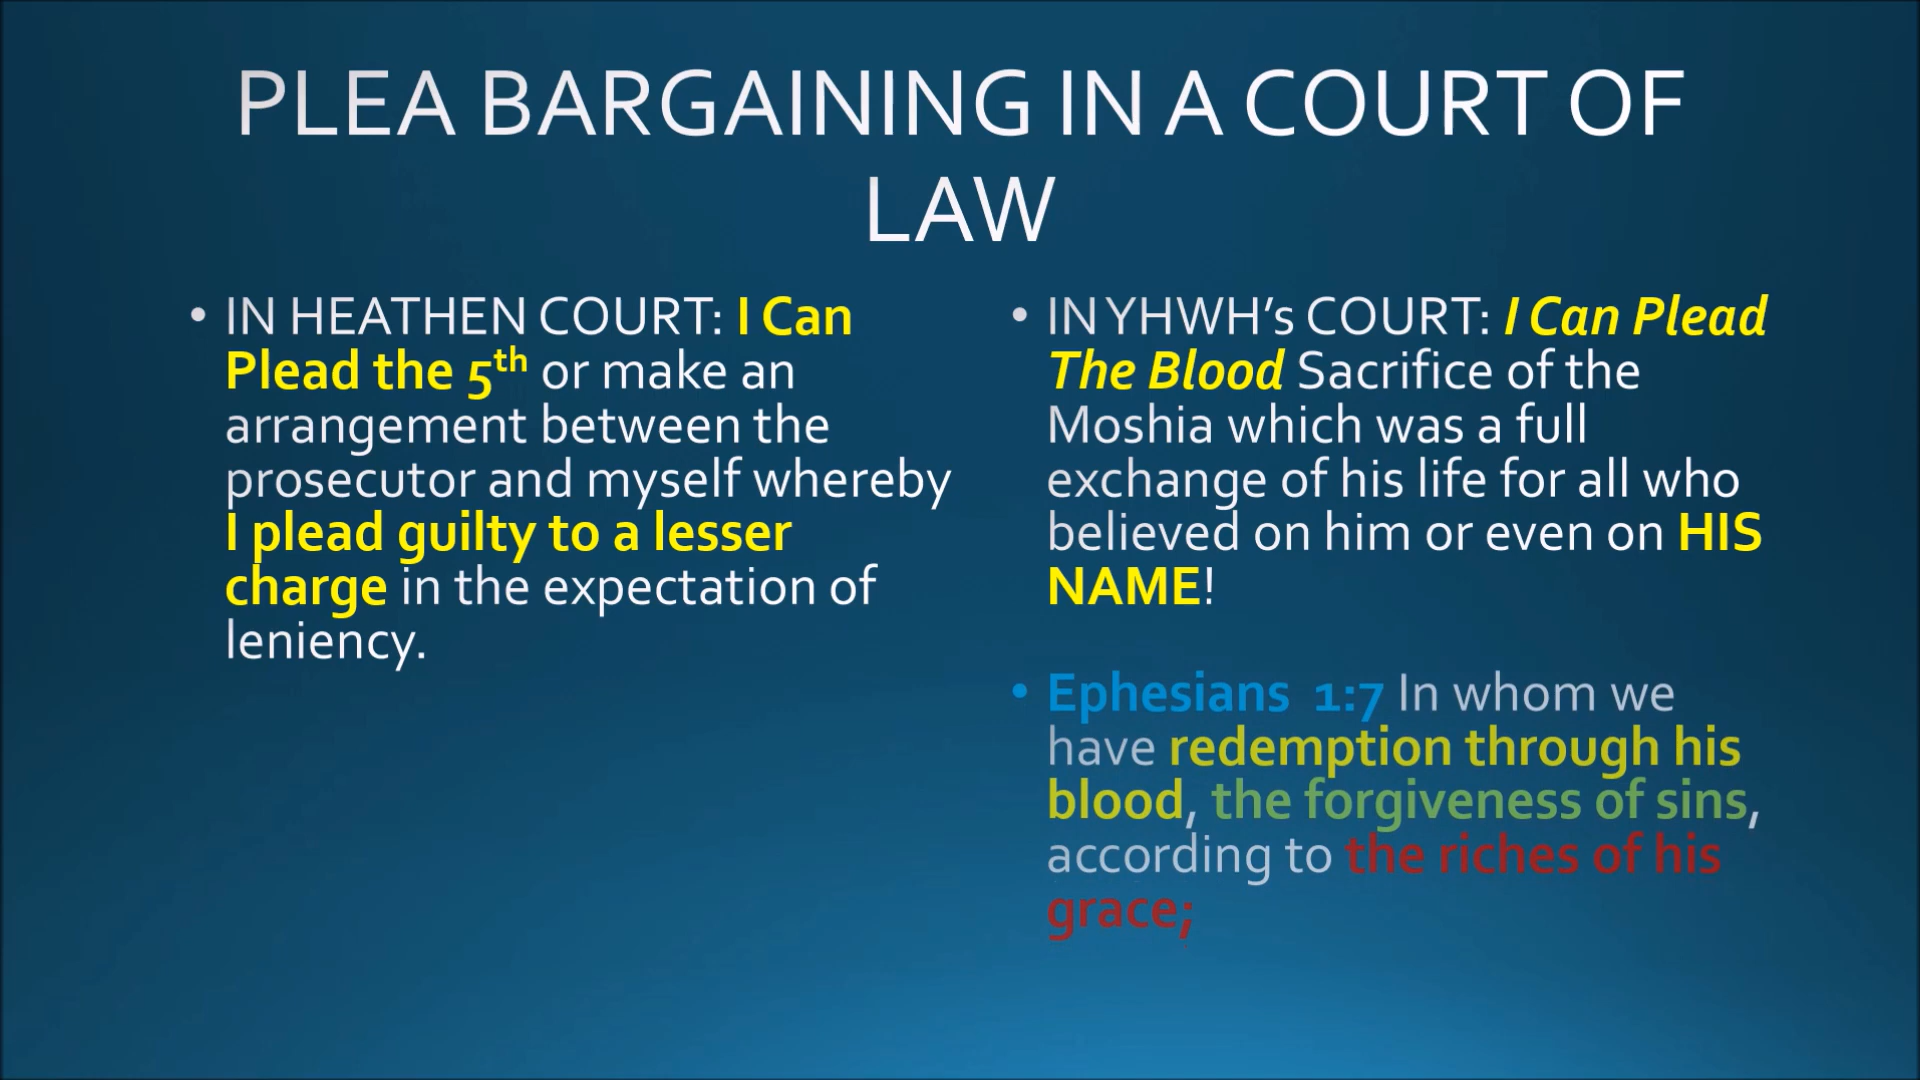 PLEA BARGAINING IN A COURT OF
LAW
• IN HEATHEN COURT: I Can
Plead the 5th or make an
arrangement between the
prosecutor and myself whereby
I plead guilty to a lesser
charge in the expectation of
leniency.
• IN YHWH's COURT: I Can Plead
The Blood Sacrifice of the
Moshia which was a full
exchange of his life for all who
believed on him or even on HIS
NAME!
• Ephesians 1:7 In whom we
have redemption through his
blood, the forgiveness of sins,
according to the riches of his
grace;